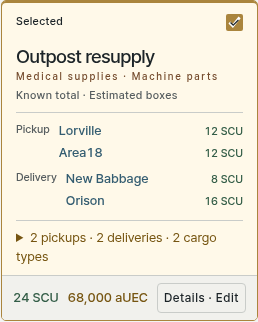 Selected
Outpost resupply
Medical supplies · Machine parts
Known total · Estimated boxes
Pickup Lorville 12 SCU
Area18 12 SCU
Delivery New Babbage 8 SCU
Orison 16 SCU
▶ 2 pickups · 2 deliveries · 2 cargo
types
24 SCU 68,000 aUEC Details · Edit